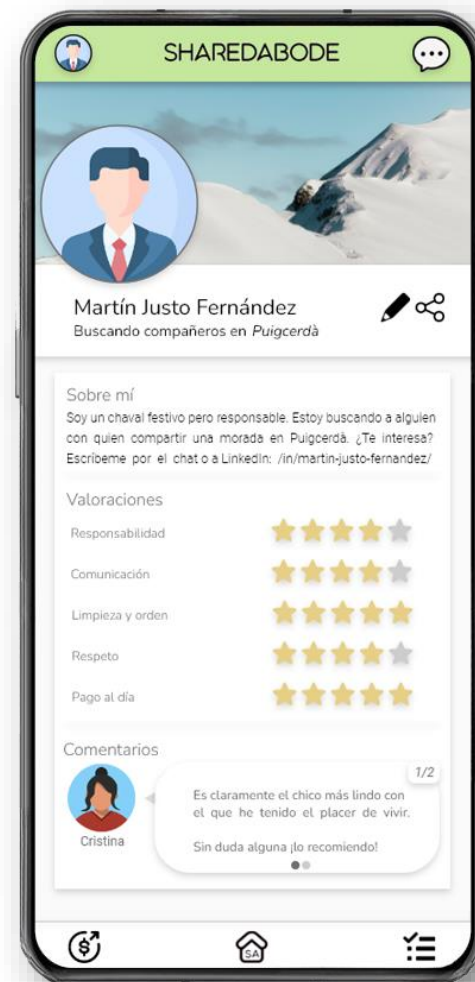 SHAREDABODE
Martín Justo Fernández
Buscando compañeros en Puigcerdà
Sobre mí
Soy un chaval festivo pero responsable. Estoy buscando a alguien
con quien compartir una morada en Puigcerdà. ¿Te interesa?
Escríbeme por el chat o a LinkedIn: /in/martin-justo-fernandez/
Valoraciones
Responsabilidad
Comunicación
Limpieza y orden
Respeto
Pago al día
Comentarios
1/2
Es claramente el chico más lindo con
el que he tenido el placer de vivir.
Sin duda alguna ¡lo recomiendo!
Cristina
$
SA